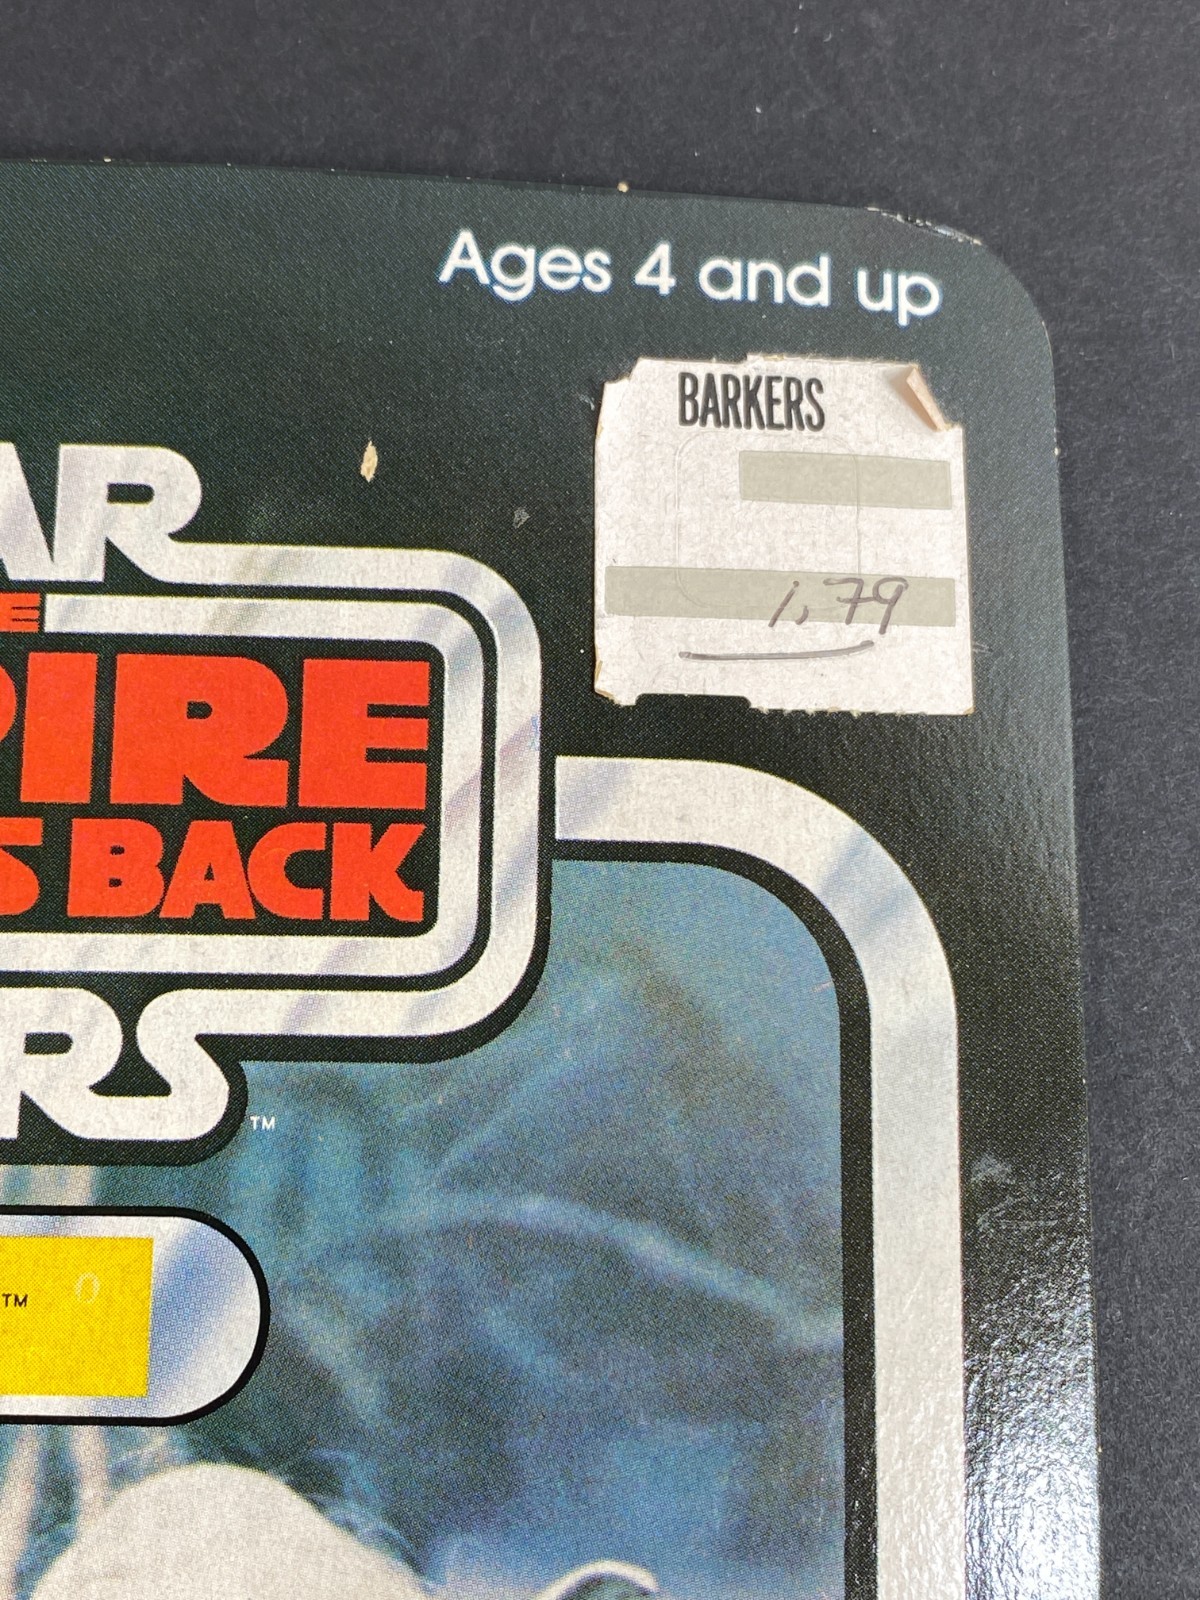 Ages 4 and up
BARKERS
1.79
AR
E
PIRE
S BACK
RS
TM
TM